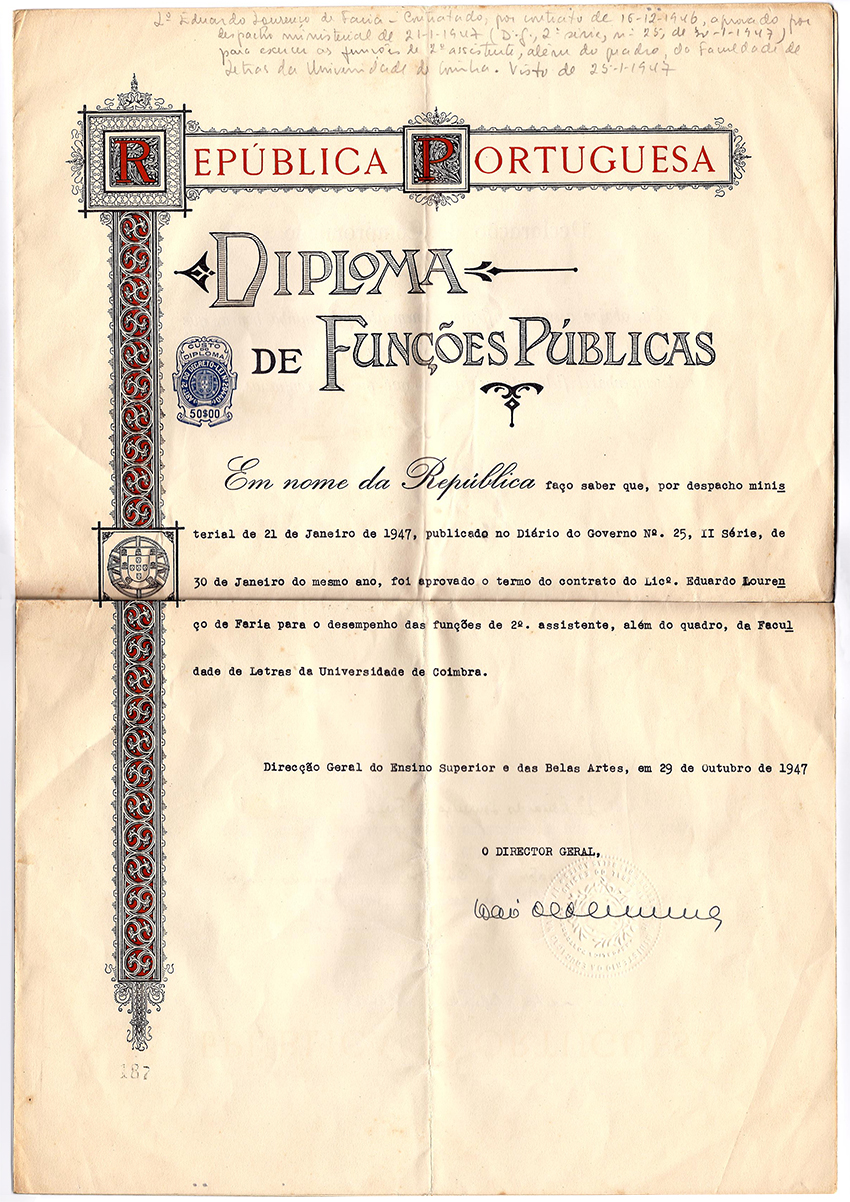 2º Eduardo Lourenço de Faria - Contratado, por contrato de 16-12-1946, aprovado por
despacho ministerial de 21-1-1947 (D.g., 2ª série, nº 25, de 30-1-1947)
para exercer as funções de 2º assistente, além do quadro, da Faculdade de
Letras da Universidade de Coimbra. Visto de 25-1-1947
REPÚBLICA PORTUGUESA
DIPLOMA
DE FUNÇÕES PÚBLICAS
CUSTO
DO
DIPLOMA
50$00
Em nome da República faço saber que, por despacho minis
terial de 21 de Janeiro de 1947, publicado no Diário do Governo Nº. 25, II Série, de
30 de Janeiro do mesmo ano, foi aprovado o termo do contrato do Licº. Eduardo Louren
ço de Faria para o desempenho das funções de 2º. assistente, além do quadro, da Facul
dade de Letras da Universidade de Coimbra.
Direcção Geral do Ensino Superior e das Belas Artes, em 29 de Outubro de 1947
O DIRECTOR GERAL,
187